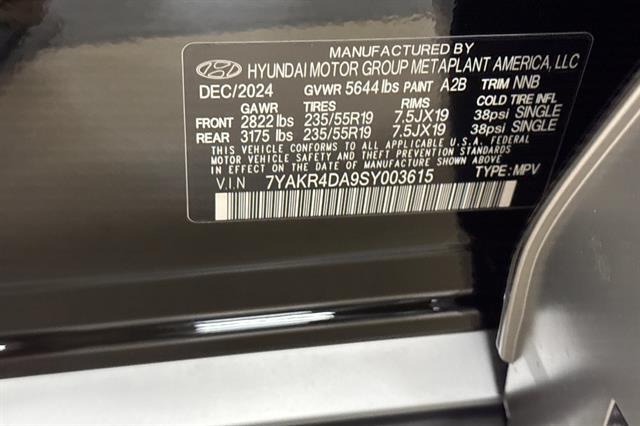 MANUFACTURED BY
HYUNDAI MOTOR GROUP METAPLANT AMERICA, LLC
DEC/2024 GVWR 5644 lbs PAINT A2B TRIM NNB
GAWR TIRES RIMS COLD TIRE INFL
FRONT 2822 lbs 235/55R19 7.5JX19 38psi SINGLE
REAR 3175 lbs 235/55R19 7.5JX19 38psi SINGLE
THIS VEHICLE CONFORMS TO ALL APPLICABLE U.S.A. FEDERAL
MOTOR VEHICLE SAFETY AND THEFT PREVENTION STANDARDS
IN EFFECT ON THE DATE OF MANUFACTURE SHOWN ABOVE.
V.I.N 7YAKR4DA9SY003615 TYPE: MPV